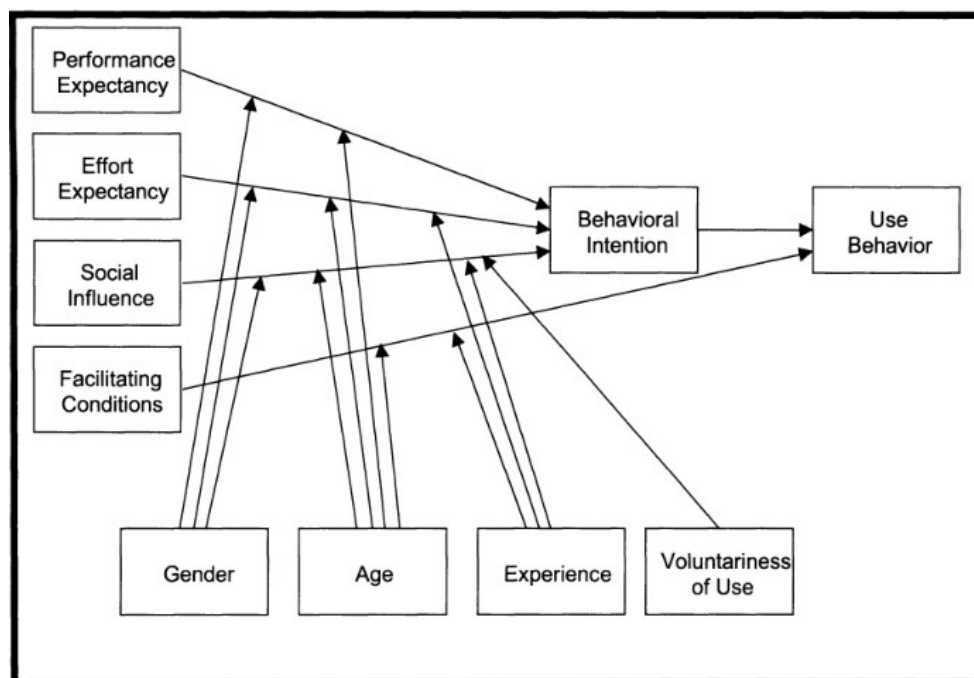 Performance
Expectancy
Effort
Expectancy
Social
Influence
Facilitating
Conditions
Behavioral
Intention
Use
Behavior
Gender
Age
Experience
Voluntariness
of Use